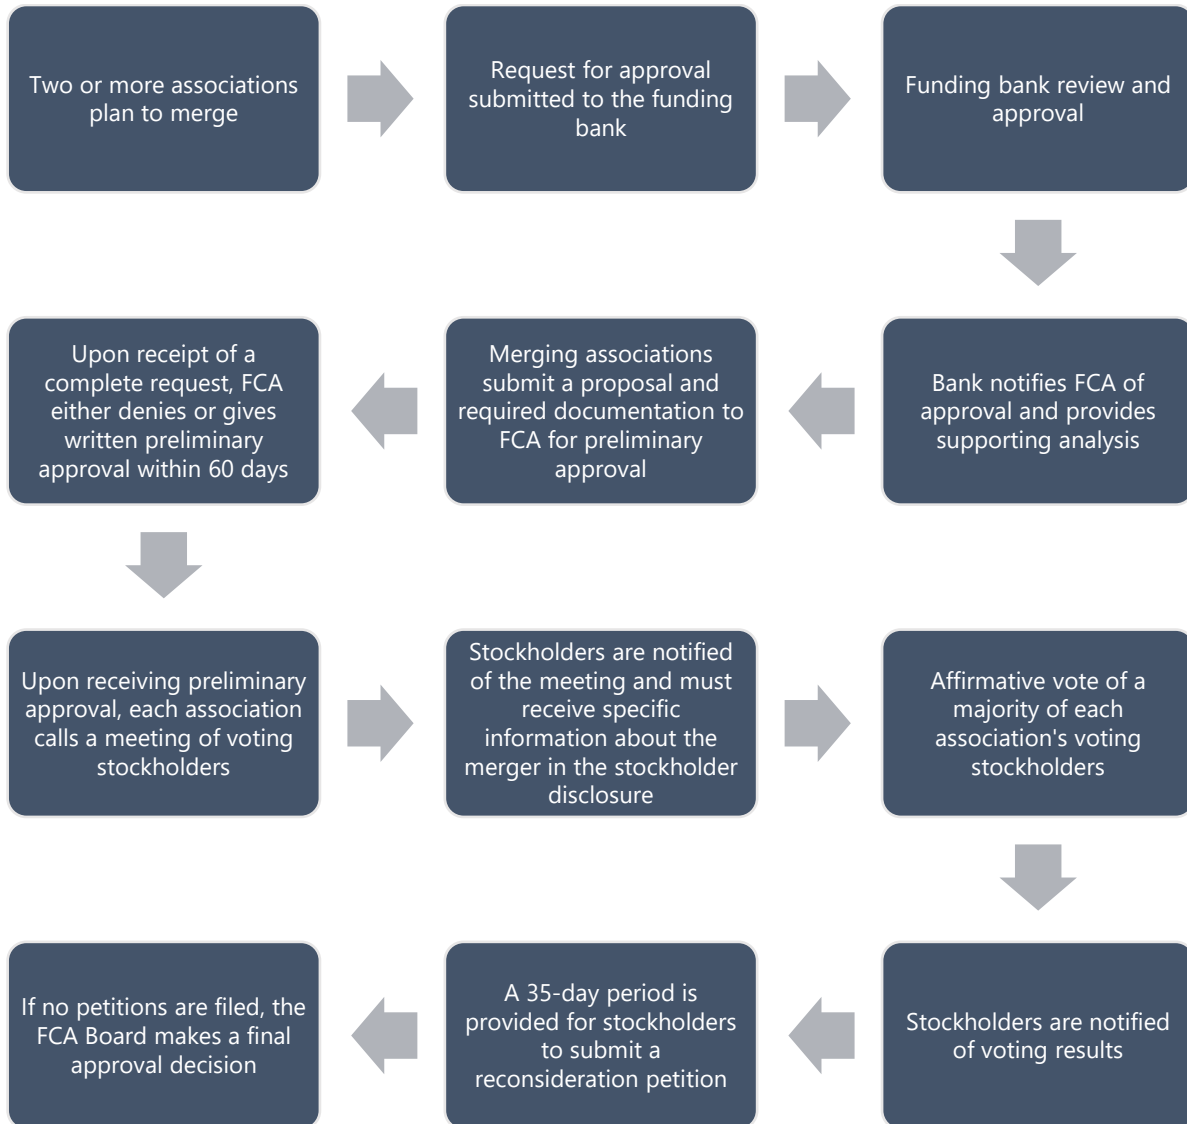 Two or more associations
plan to merge
Request for approval
submitted to the funding
bank
Funding bank review and
approval
Bank notifies FCA of
approval and provides
supporting analysis
Merging associations
submit a proposal and
required documentation to
FCA for preliminary
approval
Upon receipt of a
complete request, FCA
either denies or gives
written preliminary
approval within 60 days
Upon receiving preliminary
approval, each association
calls a meeting of voting
stockholders
Stockholders are notified
of the meeting and must
receive specific
information about the
merger in the stockholder
disclosure
Affirmative vote of a
majority of each
association's voting
stockholders
Stockholders are notified
of voting results
A 35-day period is
provided for stockholders
to submit a
reconsideration petition
If no petitions are filed, the
FCA Board makes a final
approval decision